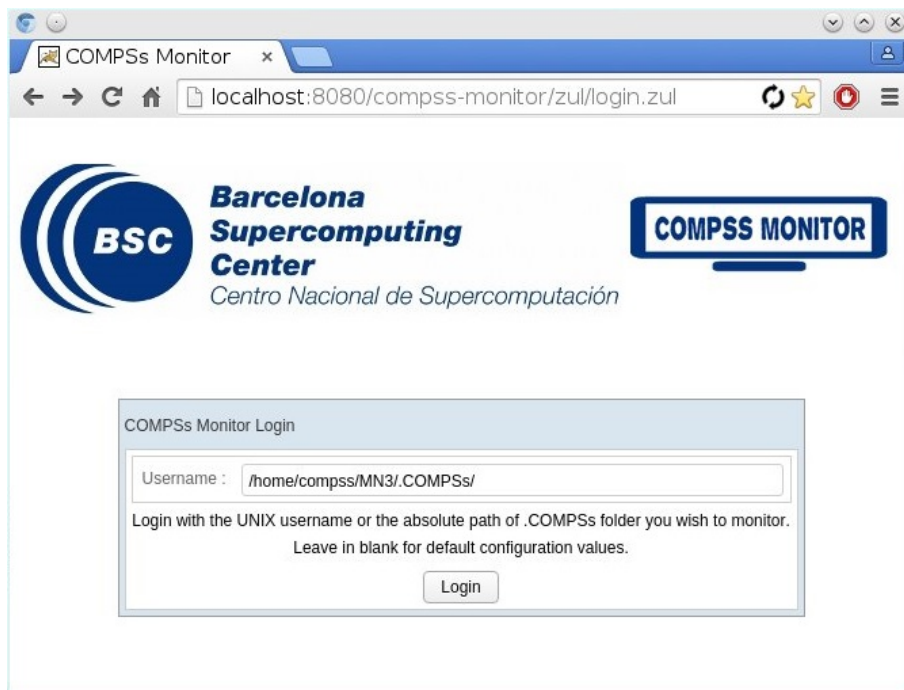 COMPSs Monitor
localhost:8080/compss-monitor/zul/login.zul
BSC
Barcelona
Supercomputing
Center
Centro Nacional de Supercomputación
COMPSS MONITOR
COMPSs Monitor Login
Username :
/home/compss/MN3/.COMPSs/
Login with the UNIX username or the absolute path of .COMPSs folder you wish to monitor.
Leave in blank for default configuration values.
Login